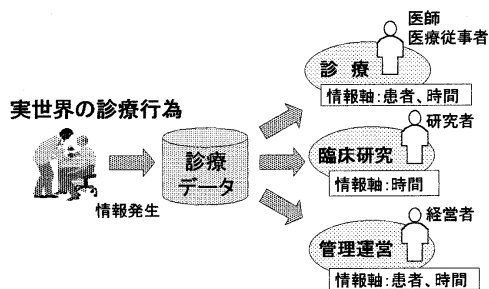 医師
医療従事者
診療
情報軸:患者、時間
実世界の診療行為
情報発生
診療
データ
研究者
臨床研究
情報軸:時間
経営者
管理運営
情報軸:患者、時間